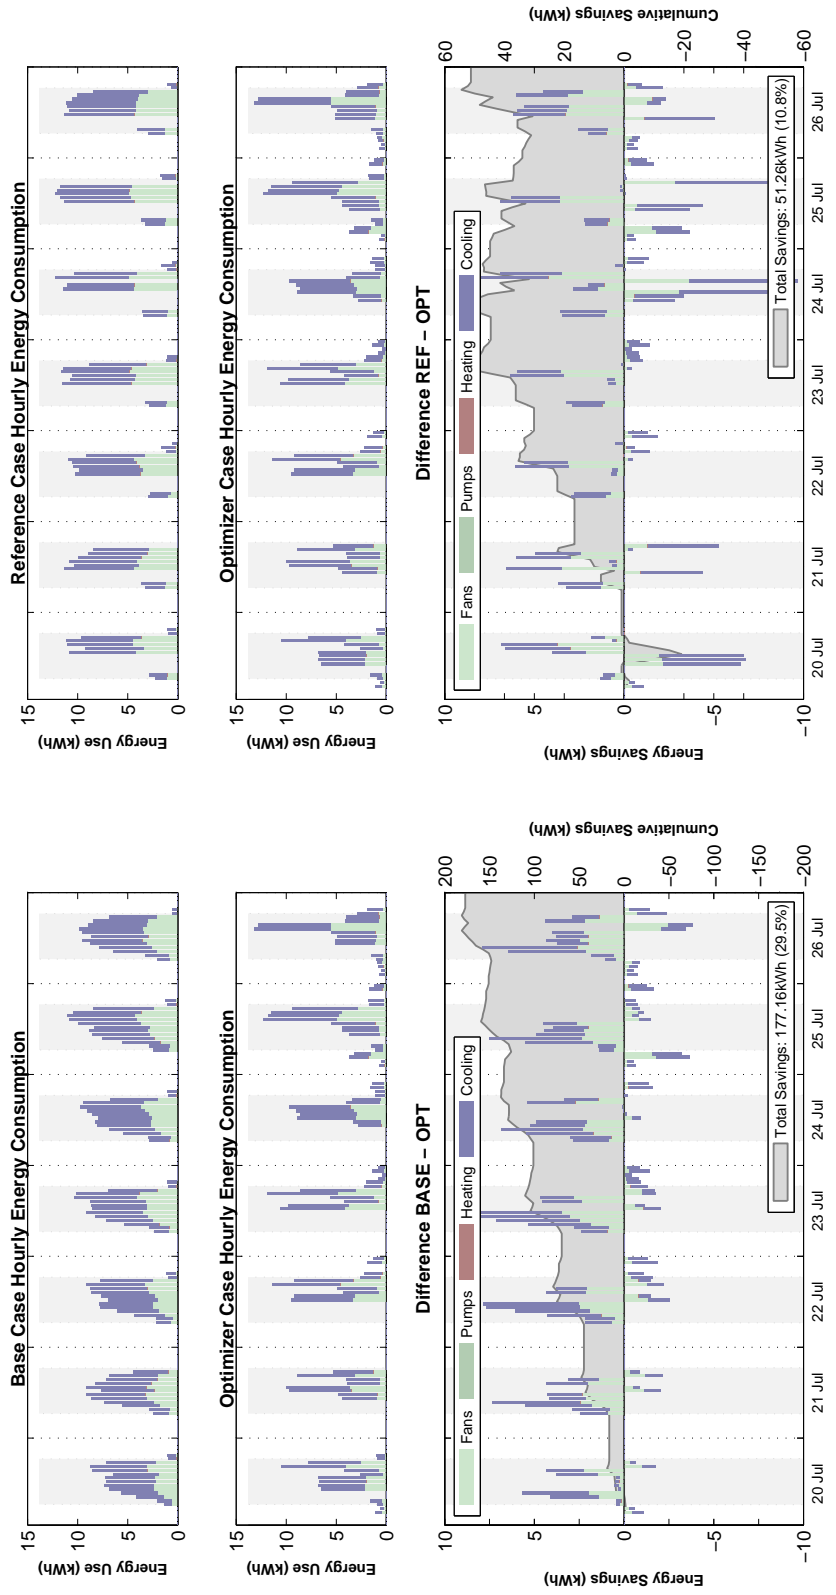 Base Case Hourly Energy Consumption
15
10
5
0
Energy Use (kWh)
Optimizer Case Hourly Energy Consumption
15
10
5
0
Energy Use (kWh)
Difference BASE − OPT
Fans Pumps Heating Cooling
10
5
0
−5
−10
Energy Savings (kWh)
200
150
100
50
0
−50
−100
−150
−200
Cumulative Savings (kWh)
Total Savings: 177.16kWh (29.5%)
20 Jul 21 Jul 22 Jul 23 Jul 24 Jul 25 Jul 26 Jul
Reference Case Hourly Energy Consumption
15
10
5
0
Energy Use (kWh)
Optimizer Case Hourly Energy Consumption
15
10
5
0
Energy Use (kWh)
Difference REF − OPT
Fans Pumps Heating Cooling
10
5
0
−5
−10
Energy Savings (kWh)
60
40
20
0
−20
−40
−60
Cumulative Savings (kWh)
Total Savings: 51.26kWh (10.8%)
20 Jul 21 Jul 22 Jul 23 Jul 24 Jul 25 Jul 26 Jul